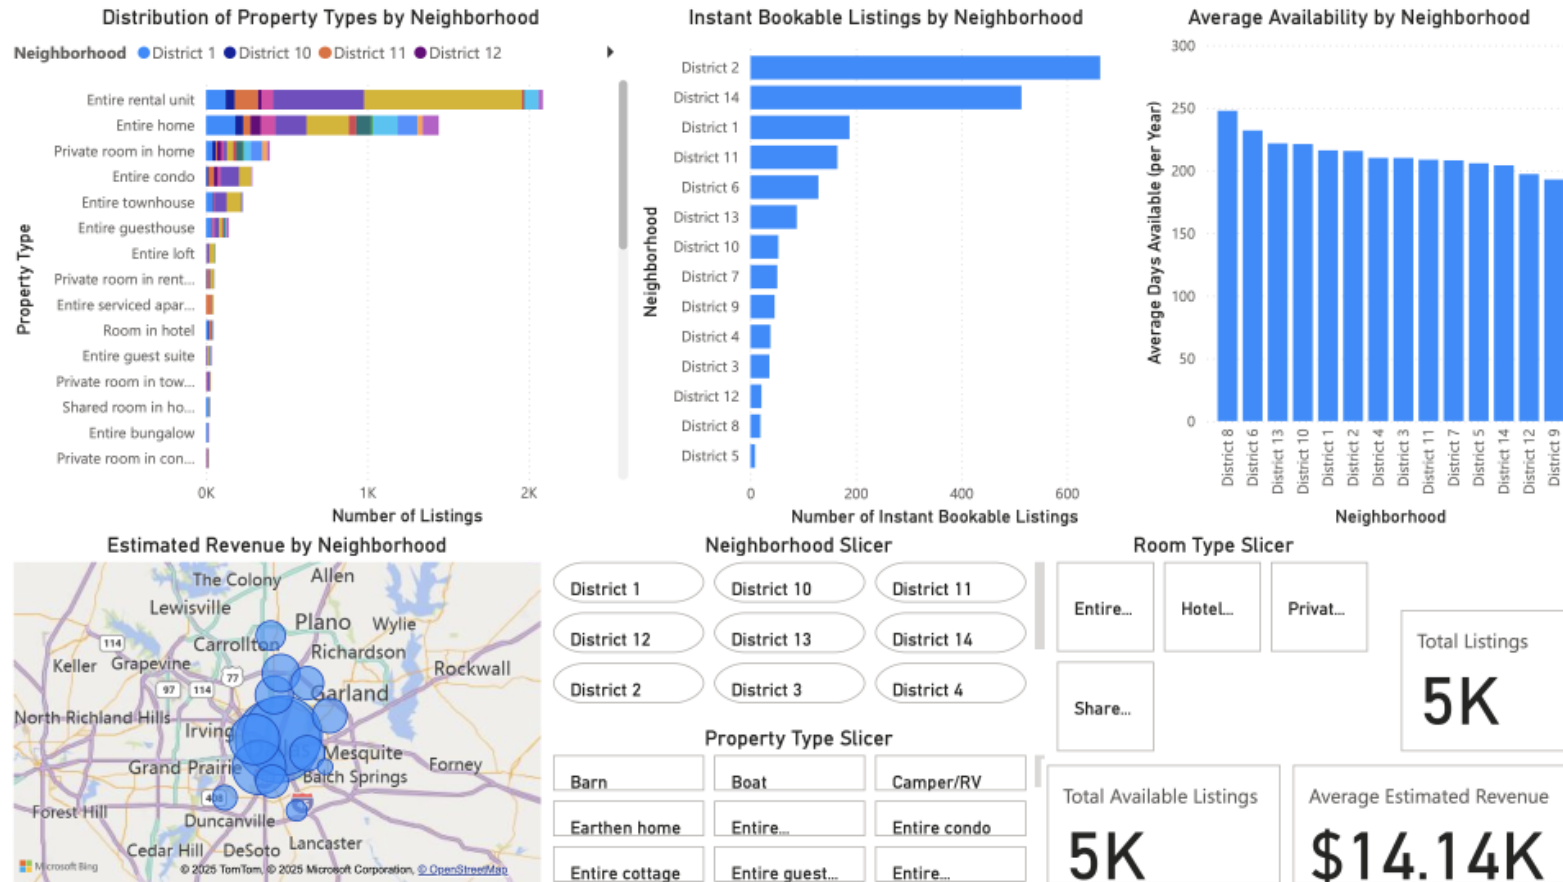 Distribution of Property Types by Neighborhood
Neighborhood District 1 District 10 District 11 District 12
Property Type
Entire rental unit
Entire home
Private room in home
Entire condo
Entire townhouse
Entire guesthouse
Entire loft
Private room in rent...
Entire serviced apar...
Room in hotel
Entire guest suite
Private room in tow...
Shared room in ho...
Entire bungalow
Private room in con...
0K 1K 2K
Number of Listings
Instant Bookable Listings by Neighborhood
Neighborhood
District 2
District 14
District 1
District 11
District 6
District 13
District 10
District 7
District 9
District 4
District 3
District 12
District 8
District 5
0 200 400 600
Number of Instant Bookable Listings
Average Availability by Neighborhood
Average Days Available (per Year)
300
250
200
150
100
50
0
District 8
District 6
District 13
District 10
District 1
District 2
District 4
District 3
District 11
District 7
District 5
District 14
District 12
District 9
Neighborhood
Estimated Revenue by Neighborhood
The Colony Allen
Lewisville
Plano Wylie
114 Carrollton
Richardson
Keller Grapevine Rockwall
77
97 114
Garland
North Richland Hills
Irving
Mesquite
Grand Prairie Forney
Balch Springs
408
Forest Hill
Duncanville
Lancaster
Cedar Hill DeSoto
Microsoft Bing
© 2025 TomTom, © 2025 Microsoft Corporation, © OpenStreetMap
Neighborhood Slicer
District 1 District 10 District 11
District 12 District 13 District 14
District 2 District 3 District 4
Property Type Slicer
Barn Boat Camper/RV
Earthen home Entire... Entire condo
Entire cottage Entire guest... Entire...
Room Type Slicer
Entire... Hotel... Privat...
Share...
Total Listings
5K
Total Available Listings
5K
Average Estimated Revenue
$14.14K